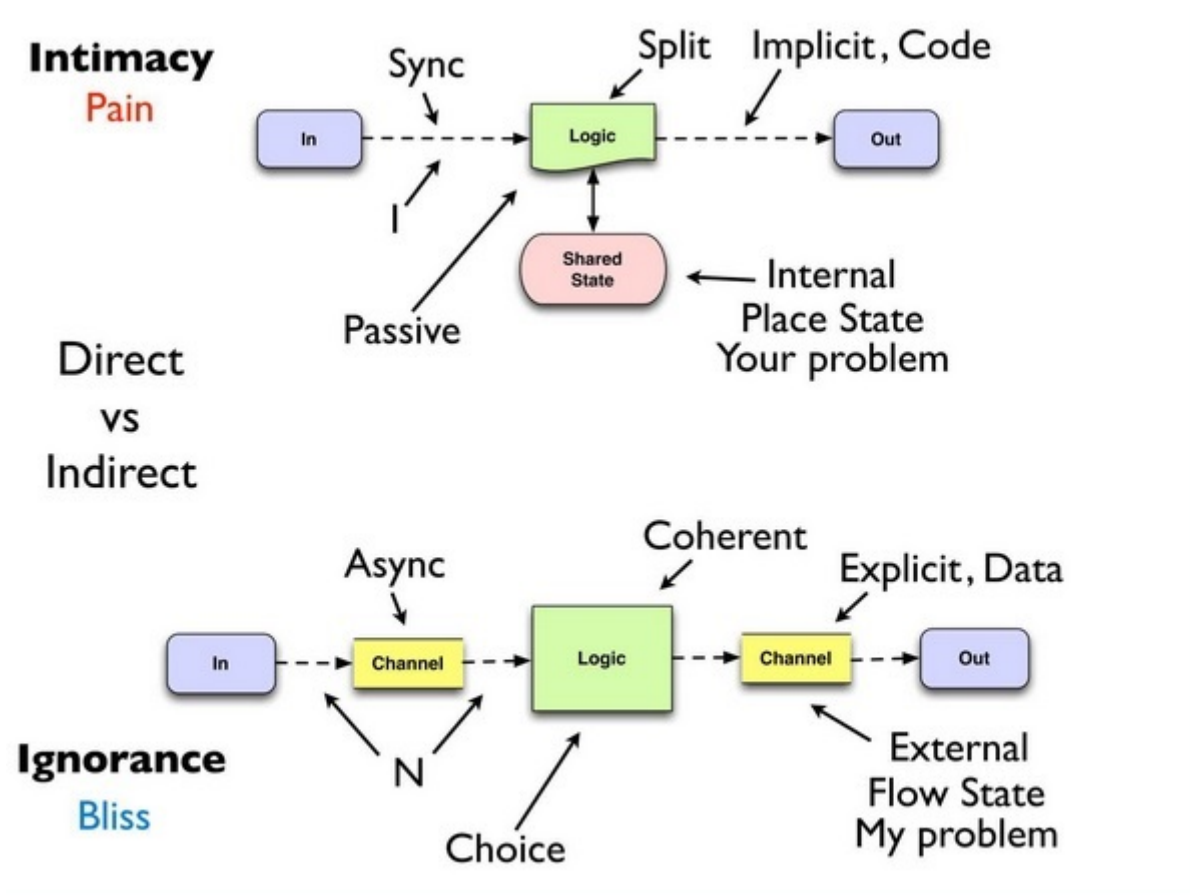 Intimacy
Pain
Sync
Split
Implicit, Code
In
Logic
Out
I
Shared
State
Passive
Internal
Place State
Your problem
Direct
vs
Indirect
Async
Coherent
Explicit, Data
In
Channel
Logic
Channel
Out
N
Ignorance
Bliss
Choice
External
Flow State
My problem